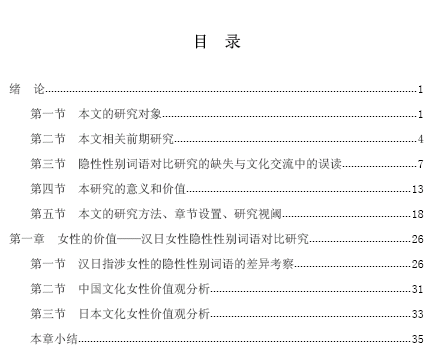 目 录
绪 论........................................1
第一节 本文的研究对象........................................1
第二节 本文相关前期研究........................................4
第三节 隐性性别词语对比研究的缺失与文化交流中的误读........................................7
第四节 本研究的意义和价值........................................13
第五节 本文的研究方法、章节设置、研究视阈........................................18
第一章 女性的价值——汉日女性隐性性别词语对比研究........................................26
第一节 汉日指涉女性的隐性性别词语的差异考察........................................26
第二节 中国文化女性价值观分析........................................31
第三节 日本文化女性价值观分析........................................33
本章小结........................................35